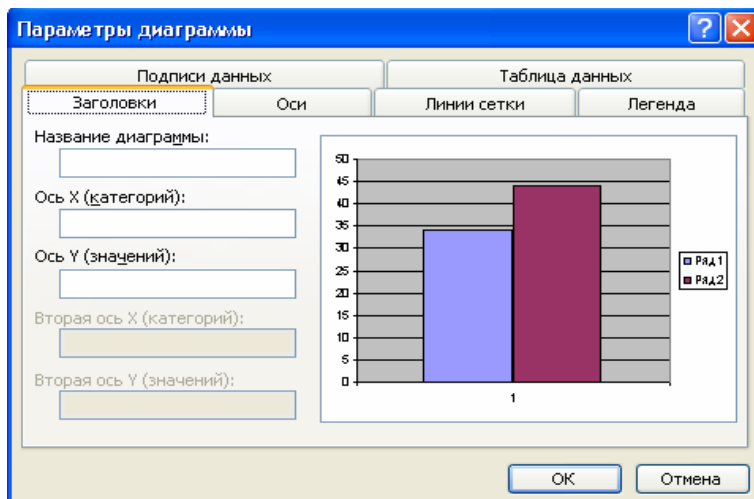 Параметры диаграммы
Подписи данных Таблица данных
Заголовки Оси Линии сетки Легенда
Название диаграммы:
Ось X (категорий):
Ось Y (значений):
Вторая ось X (категорий):
Вторая ось Y (значений):
50
45
40
35
30
25
20
15
10
5
0
1
Ряд1
Ряд2
ОК Отмена